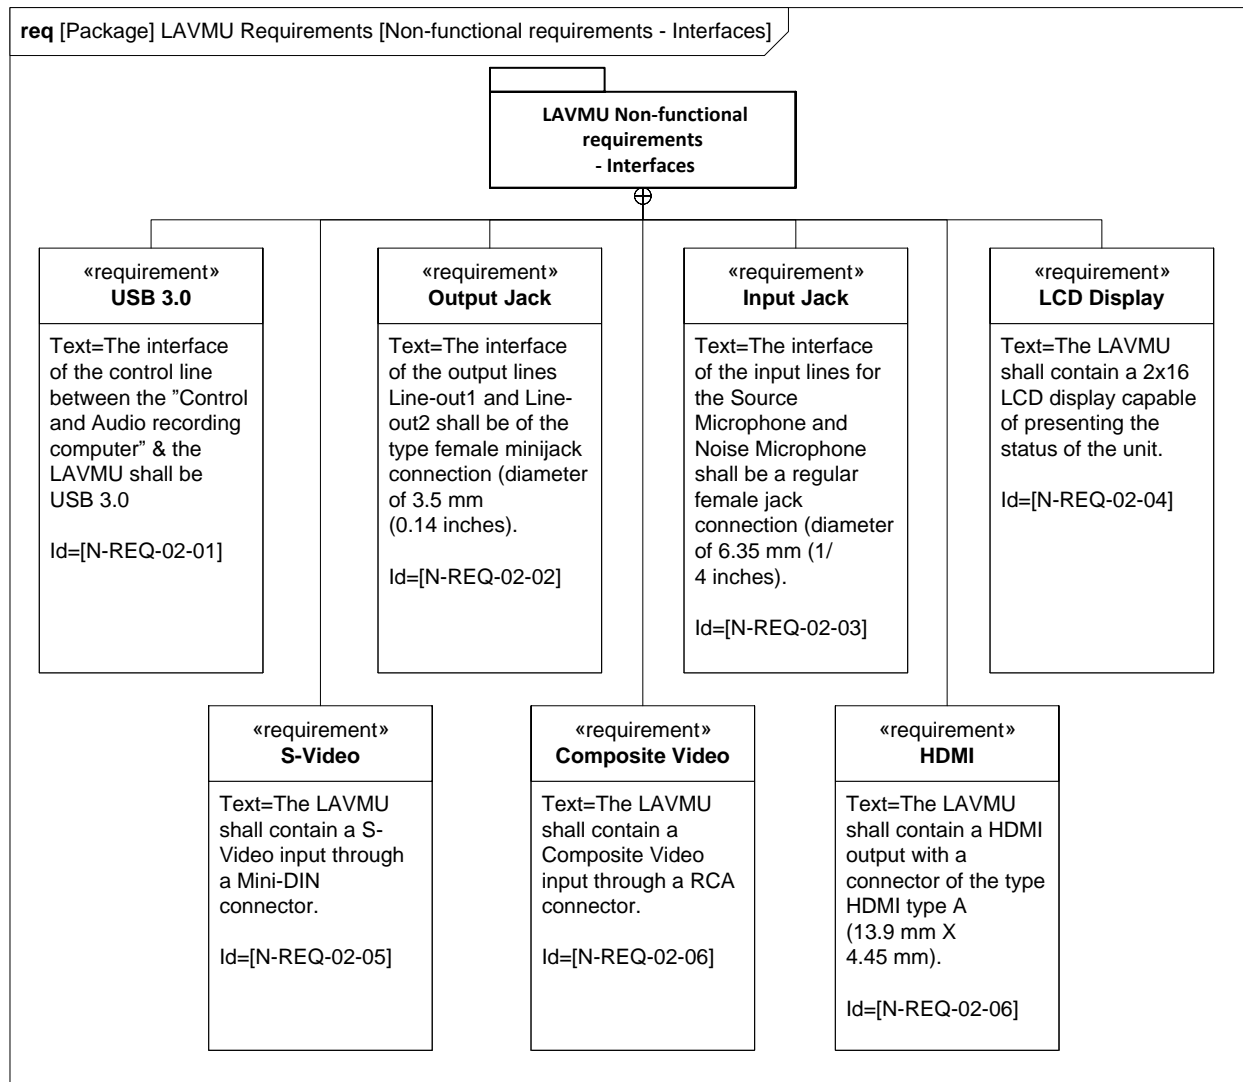 req [Package] LAVMU Requirements [Non-functional requirements - Interfaces]
LAVMU Non-functional
requirements
- Interfaces
«requirement»
USB 3.0
Text=The interface
of the control line
between the ”Control
and Audio recording
computer” & the
LAVMU shall be
USB 3.0
Id=[N-REQ-02-01]
«requirement»
Output Jack
Text=The interface
of the output lines
Line-out1 and Line-
out2 shall be of the
type female minijack
connection (diameter
of 3.5 mm
(0.14 inches).
Id=[N-REQ-02-02]
«requirement»
Input Jack
Text=The interface
of the input lines for
the Source
Microphone and
Noise Microphone
shall be a regular
female jack
connection (diameter
of 6.35 mm (1/
4 inches).
Id=[N-REQ-02-03]
«requirement»
LCD Display
Text=The LAVMU
shall contain a 2x16
LCD display capable
of presenting the
status of the unit.
Id=[N-REQ-02-04]
«requirement»
S-Video
Text=The LAVMU
shall contain a S-
Video input through
a Mini-DIN
connector.
Id=[N-REQ-02-05]
«requirement»
Composite Video
Text=The LAVMU
shall contain a
Composite Video
input through a RCA
connector.
Id=[N-REQ-02-06]
«requirement»
HDMI
Text=The LAVMU
shall contain a HDMI
output with a
connector of the type
HDMI type A
(13.9 mm X
4.45 mm).
Id=[N-REQ-02-06]